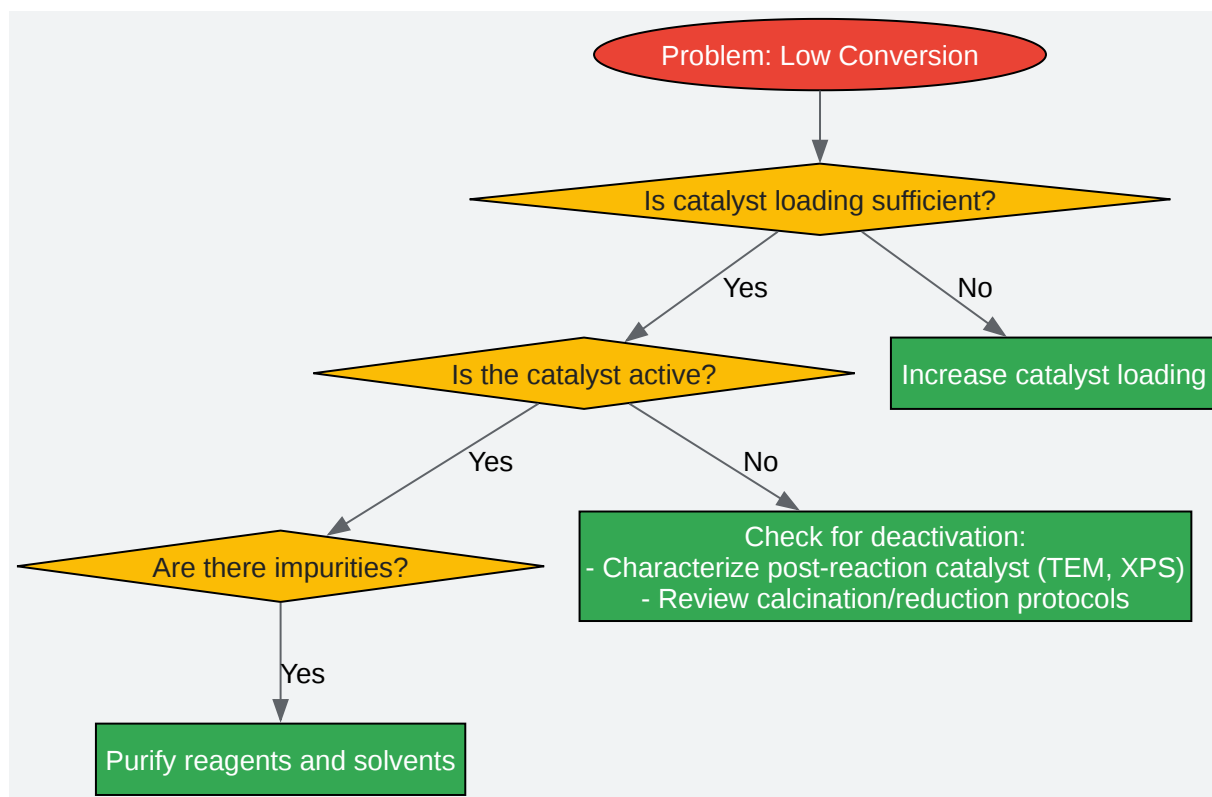 Problem: Low Conversion
Is catalyst loading sufficient?
Yes
No
Is the catalyst active?
Increase catalyst loading
Yes
No
Are there impurities?
Check for deactivation:
- Characterize post-reaction catalyst (TEM, XPS)
- Review calcination/reduction protocols
Yes
Purify reagents and solvents